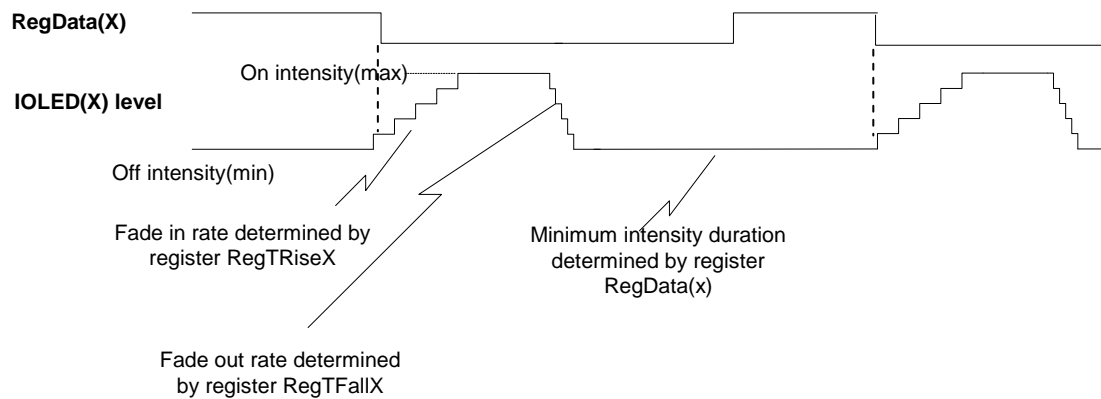 RegData(X)
On intensity(max)
IOLED(X) level
Off intensity(min)
Fade in rate determined by
register RegTRiseX
Minimum intensity duration
determined by register
RegData(x)
Fade out rate determined
by register RegTFallX